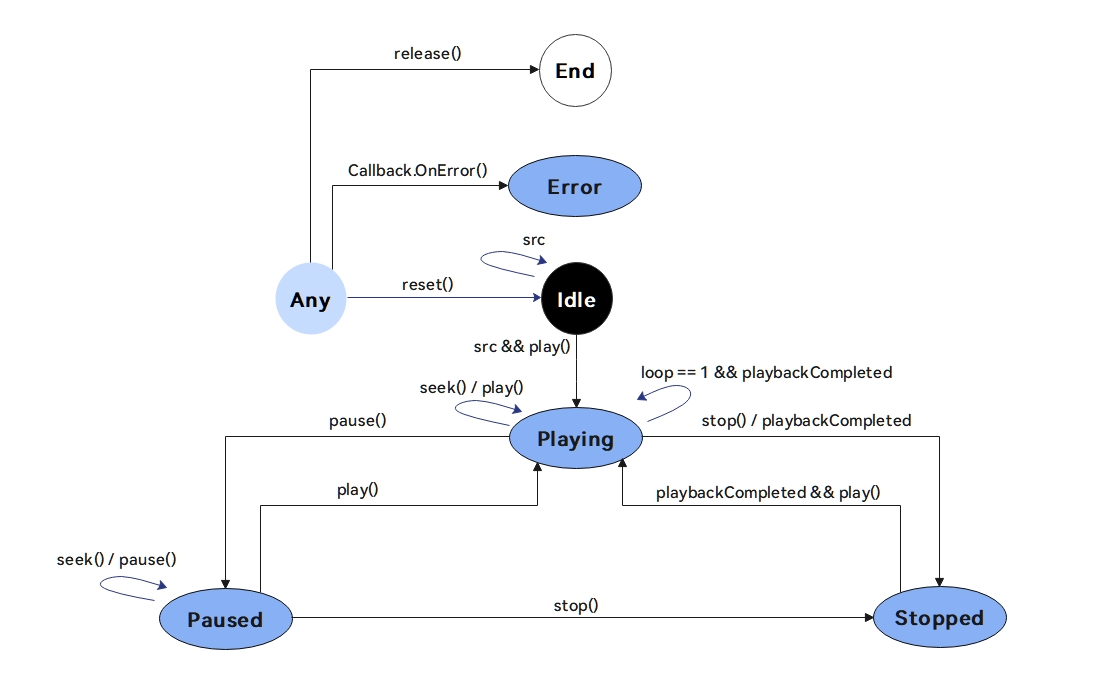 release()
End
Callback.OnError()
Error
src
Any
reset()
Idle
src && play()
loop == 1 && playbackCompleted
seek() / play()
pause()
Playing
stop() / playbackCompleted
play()
playbackCompleted && play()
seek() / pause()
Paused
stop()
Stopped